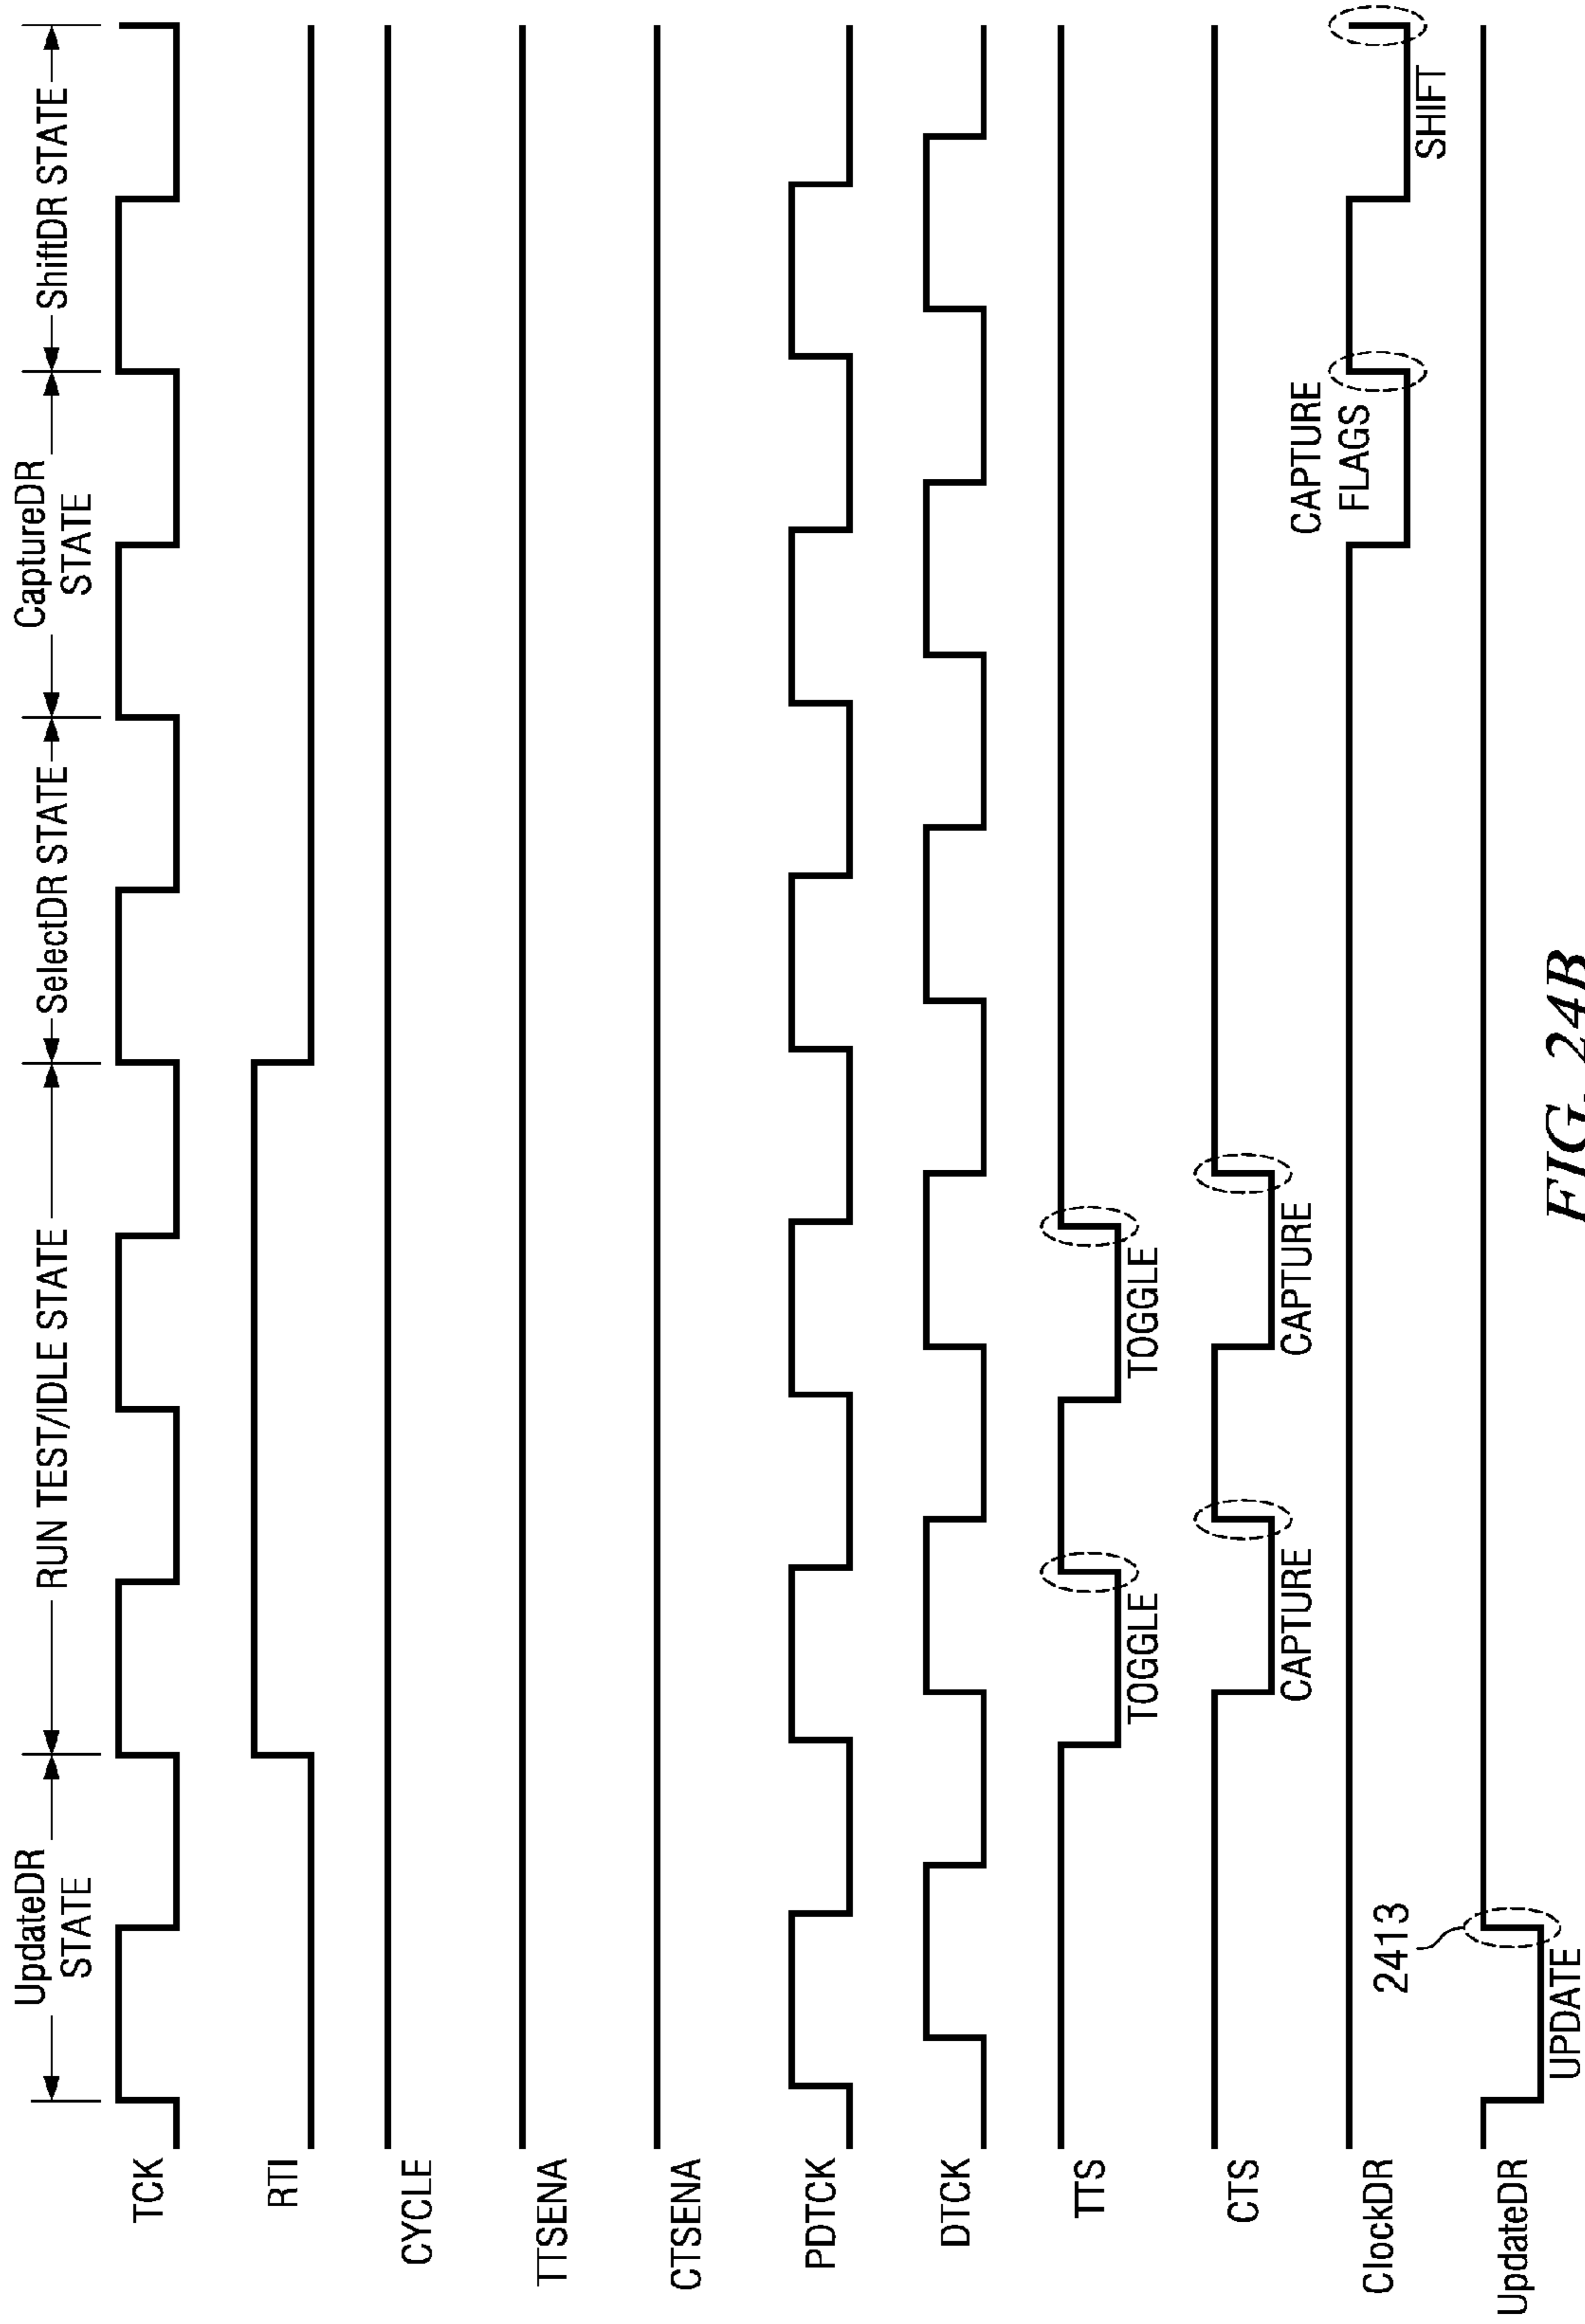 UpdateDR
STATE
RUN TEST/IDLE STATE
SelectDR STATE
CaptureDR
STATE
ShiftDR STATE
TCK
RTI
CYCLE
TTSENA
CTSENA
PDTCK
DTCK
TTS
TOGGLE
TOGGLE
CTS
CAPTURE
CAPTURE
ClockDR
CAPTURE
FLAGS
SHIFT
UpdateDR
2413
UPDATE
FIG. 24B